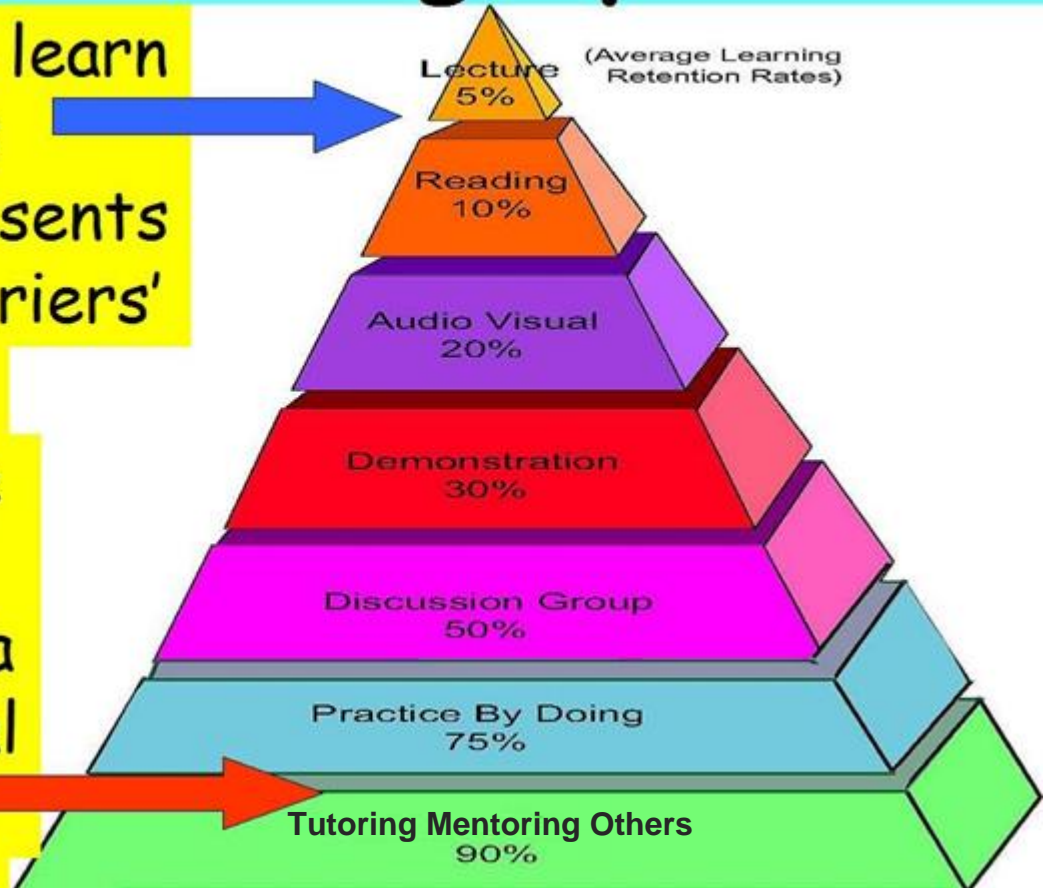 learn
sents
riers'
a
(Average Learning
Retention Rates)
Lecture
5%
Reading
10%
Audio Visual
20%
Demonstration
30%
Discussion Group
50%
Practice By Doing
75%
Tutoring Mentoring Others
90%